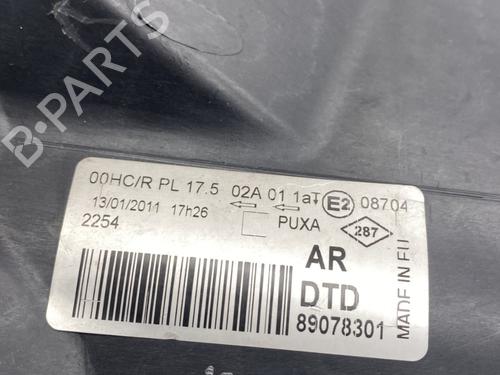 B-PARTS
00HC/R PL 17.5 02A 01 1a E2 08704
13/01/2011 17h26
PUXA
287
2254
AR
DTD
89078301
MADE IN